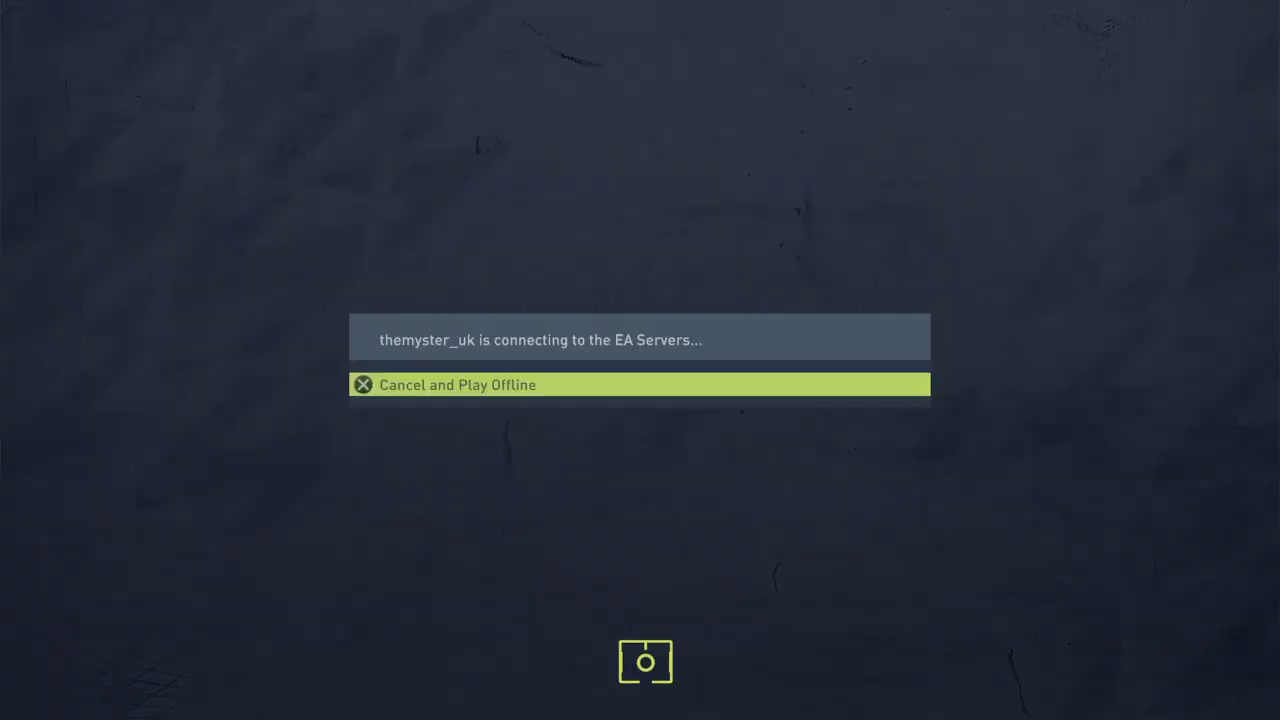 themyster_uk is connecting to the EA Servers...
Cancel and Play Offline